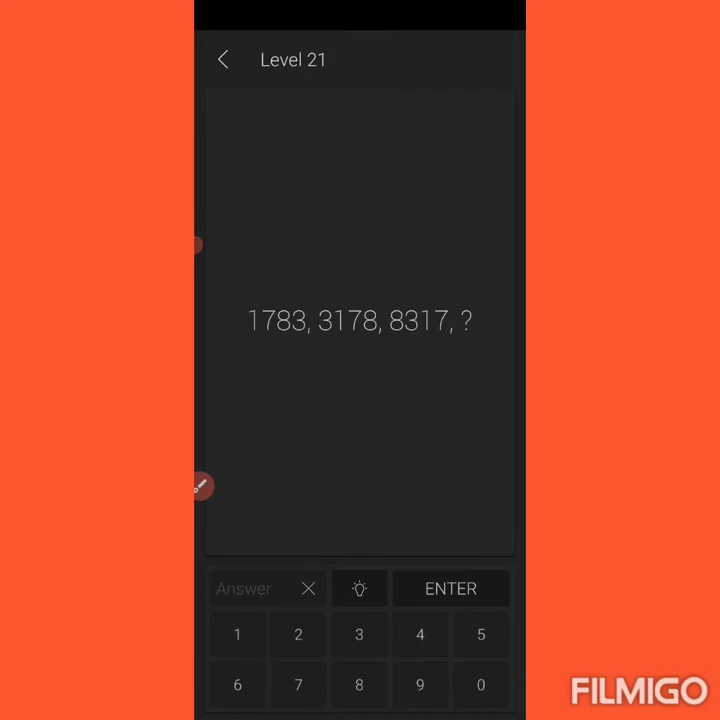 Level 21
1783, 3178, 8317, ?
Answer
ENTER
1 2 3 4 5
6 7 8 9 0
FILMIGO